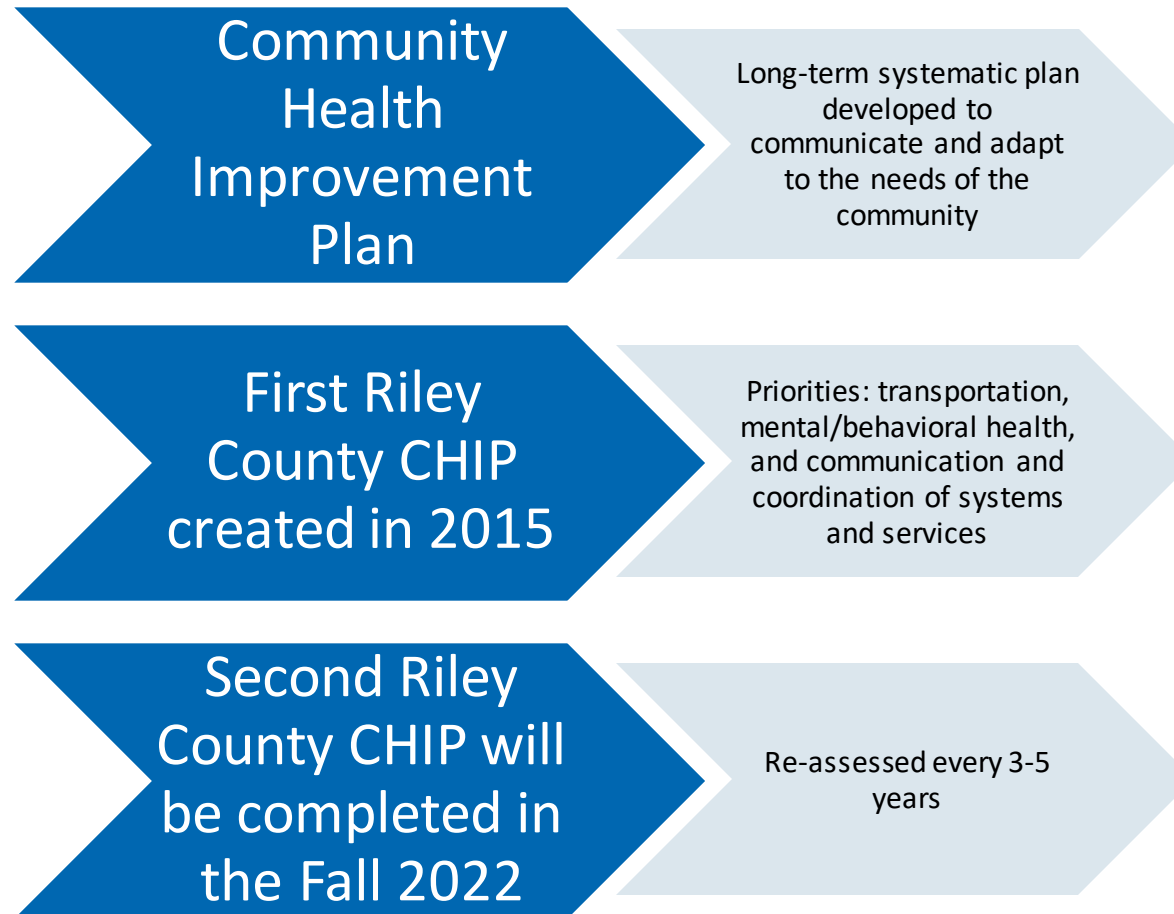 Community
Health
Improvement
Plan
Long-term systematic plan
developed to
communicate and adapt
to the needs of the
community
First Riley
County CHIP
created in 2015
Priorities: transportation,
mental/behavioral health,
and communication and
coordination of systems
and services
Second Riley
County CHIP will
be completed in
the Fall 2022
Re-assessed every 3-5
years